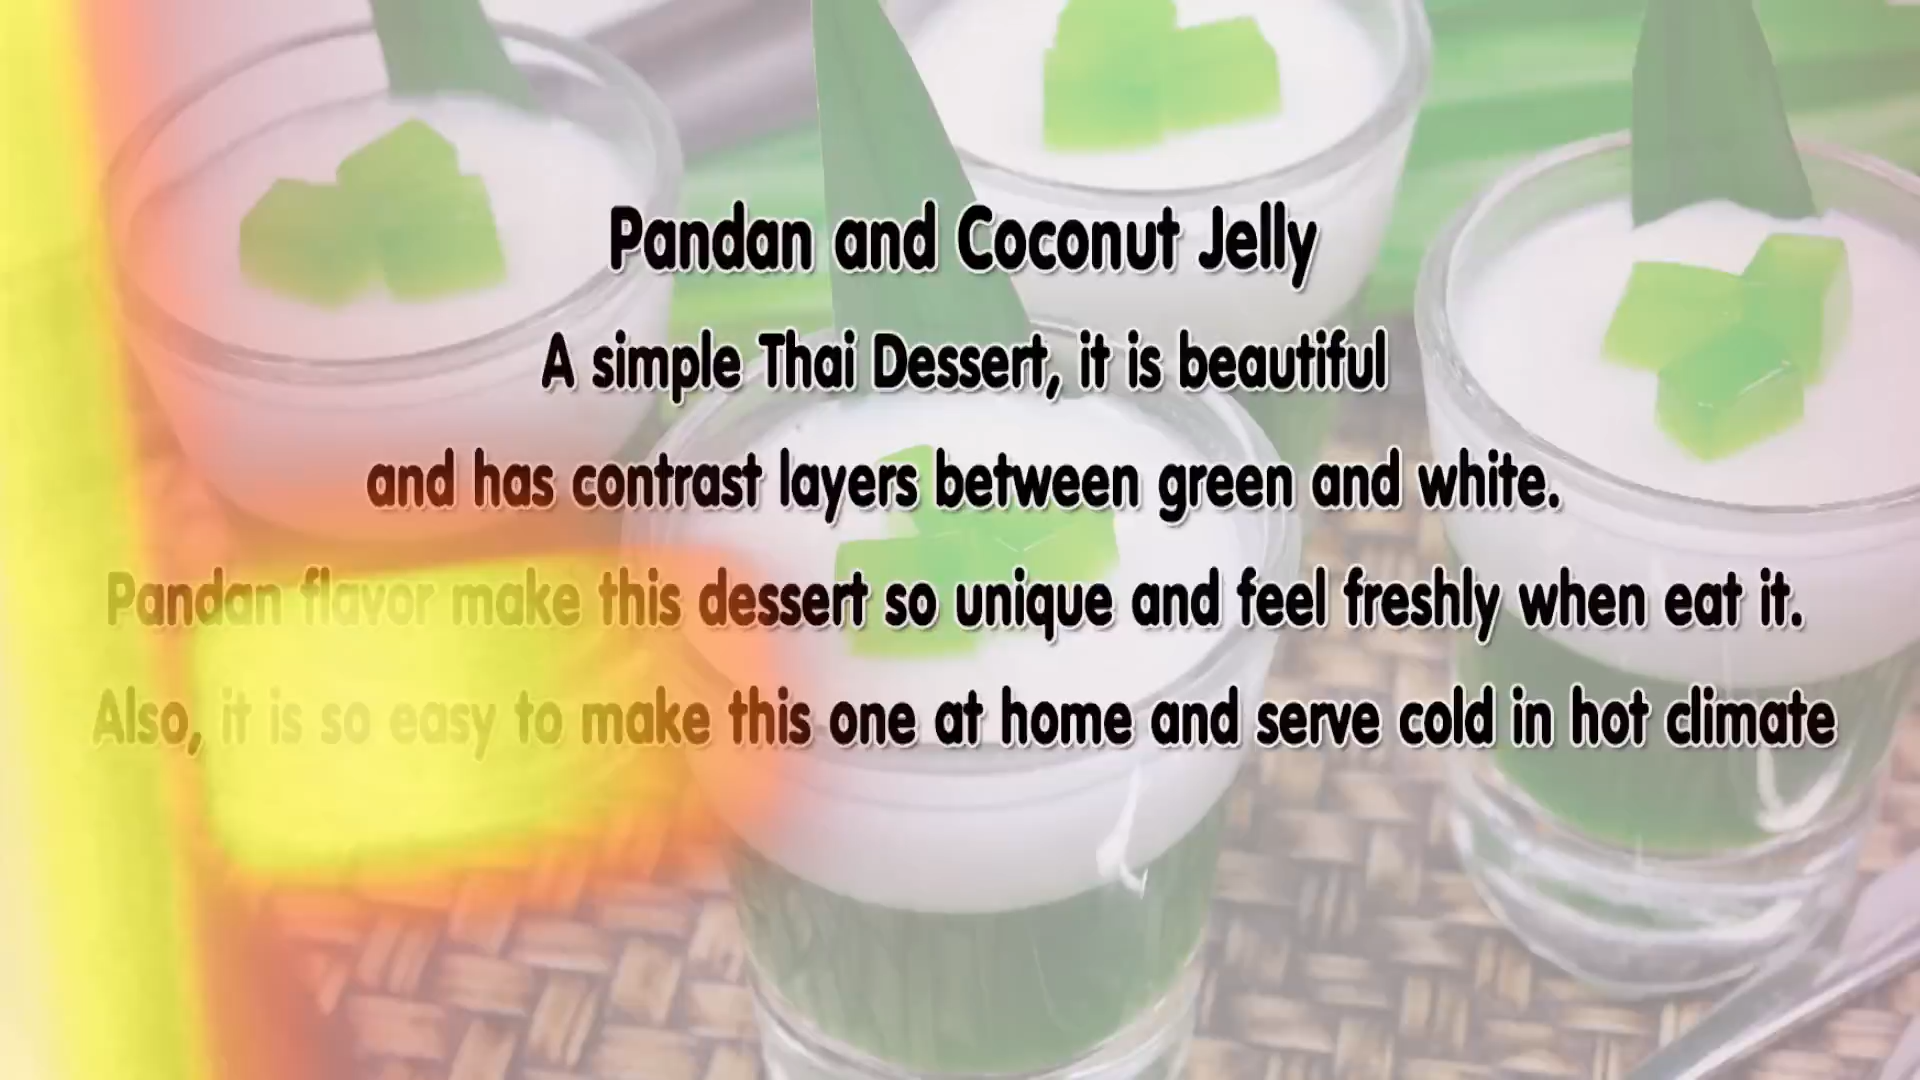 Pandan and Coconut Jelly
A simple Thai Dessert, it is beautiful
and has contrast layers between green and white.
Pandan flavor make this dessert so unique and feel freshly when eat it.
Also, it is so easy to make this one at home and serve cold in hot climate